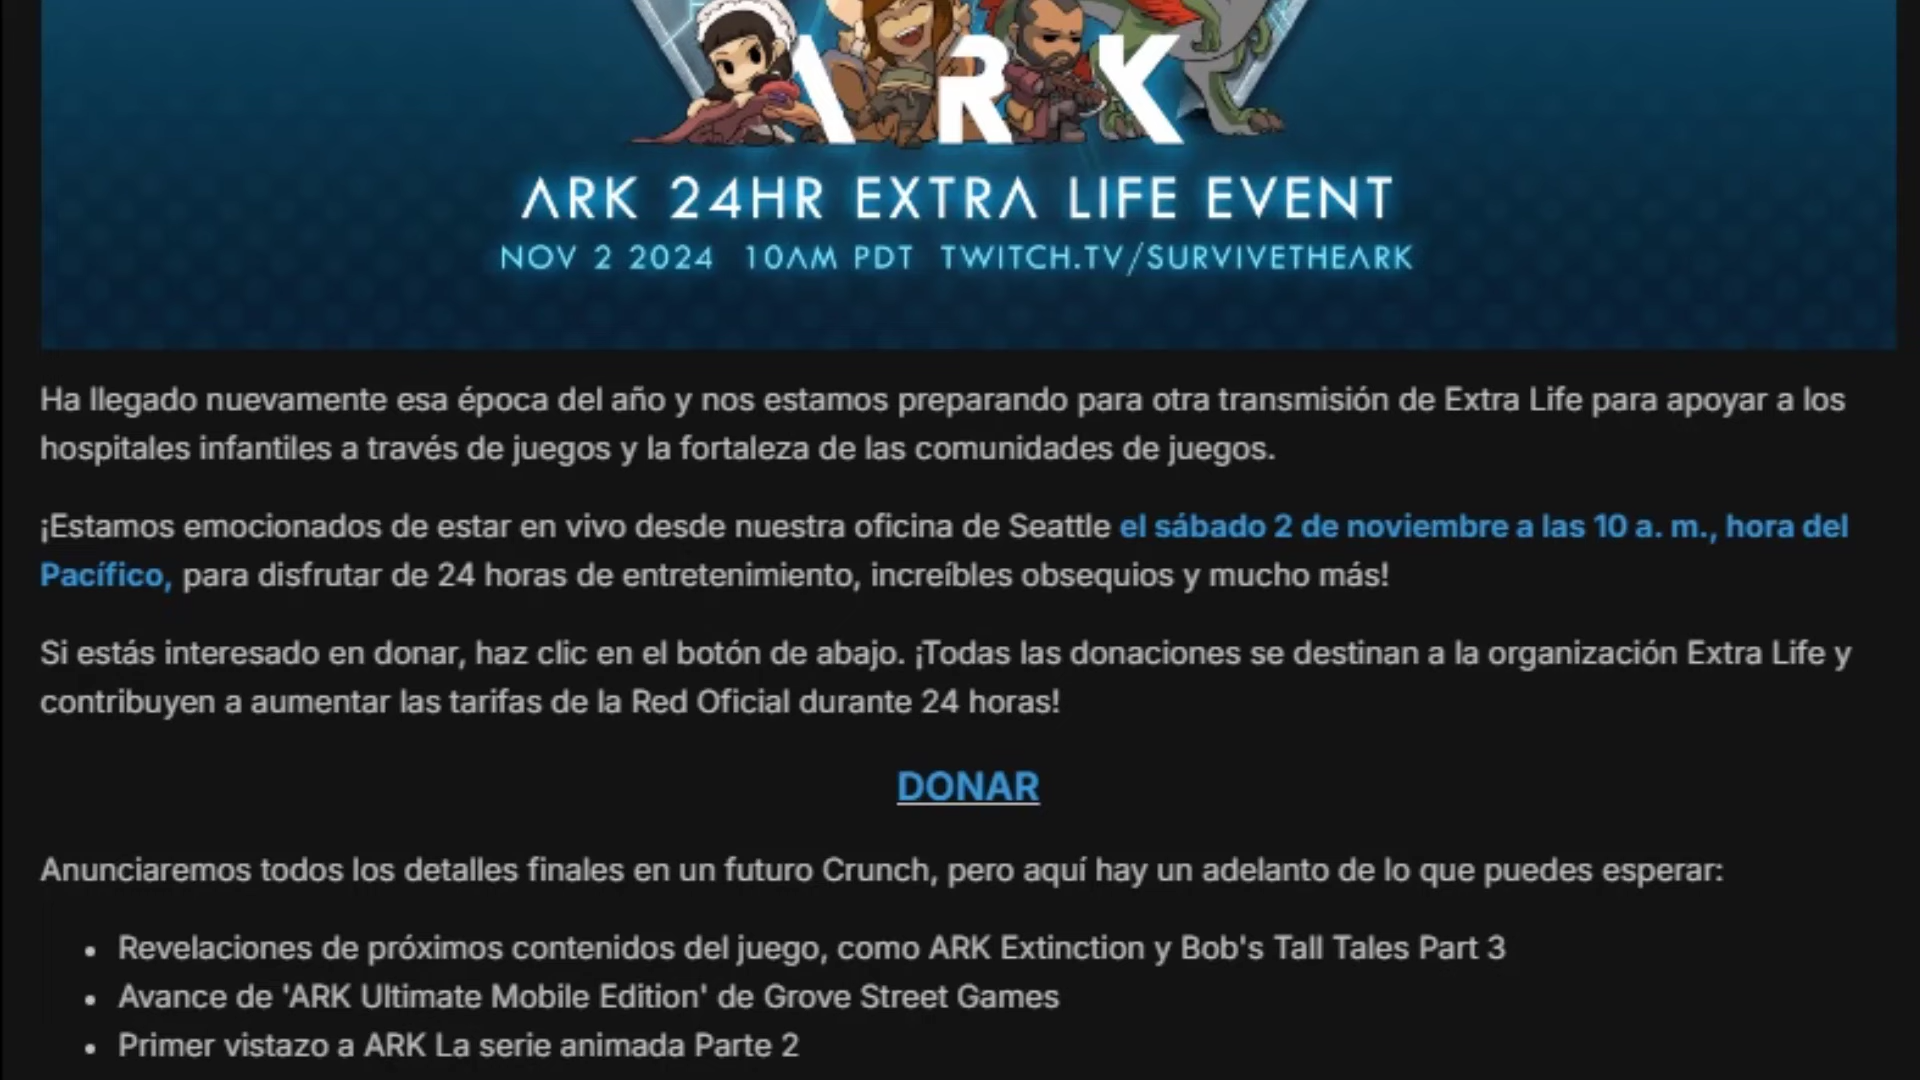 ARK
ARK 24HR EXTRA LIFE EVENT
NOV 2 2024 10AM PDT TWITCH.TV/SURVIVETHEARK
Ha llegado nuevamente esa época del año y nos estamos preparando para otra transmisión de Extra Life para apoyar a los
hospitales infantiles a través de juegos y la fortaleza de las comunidades de juegos.
¡Estamos emocionados de estar en vivo desde nuestra oficina de Seattle el sábado 2 de noviembre a las 10 a. m., hora del
Pacífico, para disfrutar de 24 horas de entretenimiento, increíbles obsequios y mucho más!
Si estás interesado en donar, haz clic en el botón de abajo. ¡Todas las donaciones se destinan a la organización Extra Life y
contribuyen a aumentar las tarifas de la Red Oficial durante 24 horas!
DONAR
Anunciaremos todos los detalles finales en un futuro Crunch, pero aquí hay un adelanto de lo que puedes esperar:
• Revelaciones de próximos contenidos del juego, como ARK Extinction y Bob's Tall Tales Part 3
• Avance de 'ARK Ultimate Mobile Edition' de Grove Street Games
• Primer vistazo a ARK La serie animada Parte 2